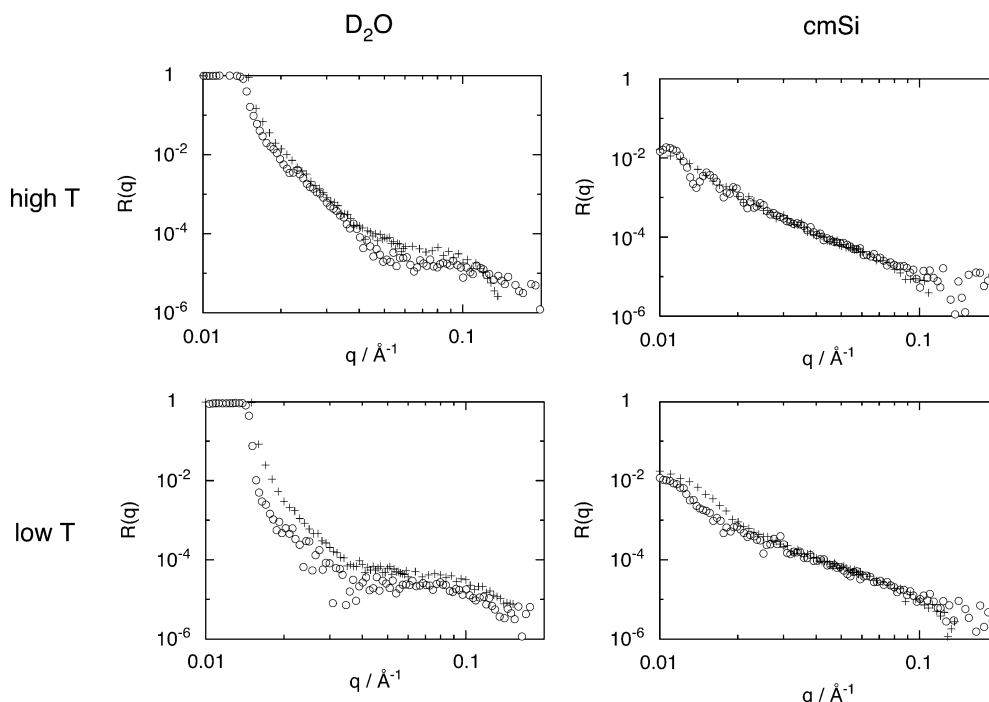 D₂O cmSi
high T
1
10⁻²
10⁻⁴
10⁻⁶
R(q)
0.01 0.1
q / Å⁻¹
1
10⁻²
10⁻⁴
10⁻⁶
R(q)
0.01 0.1
q / Å⁻¹
low T
1
10⁻²
10⁻⁴
10⁻⁶
R(q)
0.01 0.1
q / Å⁻¹
1
10⁻²
10⁻⁴
10⁻⁶
R(q)
0.01 0.1
q / Å⁻¹